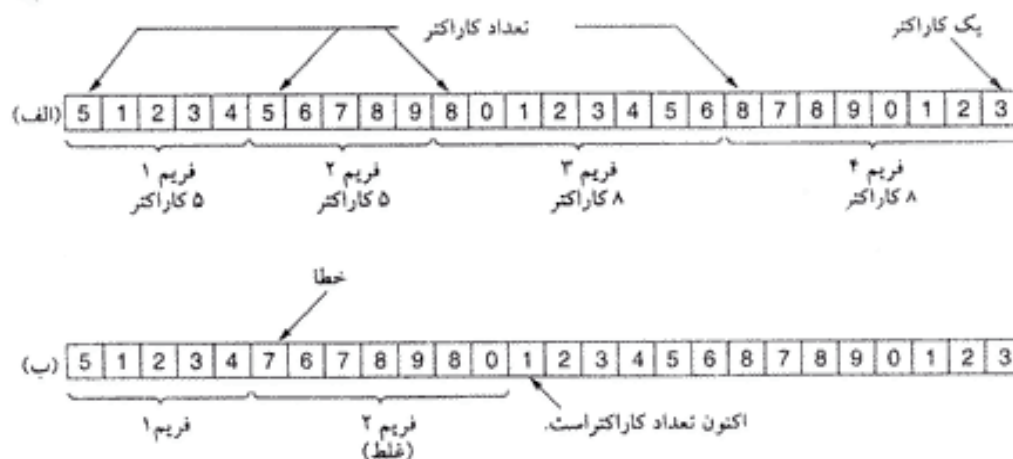 تعداد کاراکتر
یک کاراکتر
(الف) 5 1 2 3 4 5 6 7 8 9 8 0 1 2 3 4 5 6 8 7 8 9 0 1 2 3
فریم ۱ فریم ۲ فریم ۳ فریم ۴
۵ کاراکتر ۵ کاراکتر ۸ کاراکتر ۸ کاراکتر
خطا
(ب) 5 1 2 3 4 7 6 7 8 9 8 0 1 2 3 4 5 6 8 7 8 9 0 1 2 3
فریم۱ فریم ۲ اکنون تعداد کاراکتراست.
(غلط)